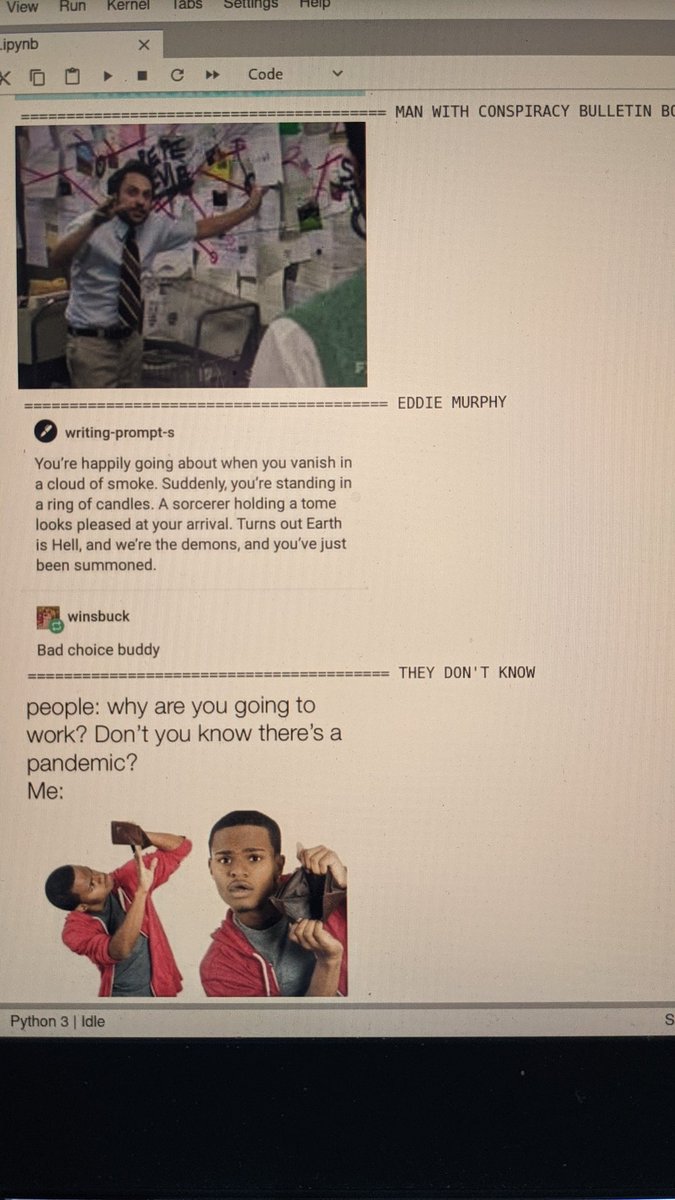 View Run Kernel Tabs Settings Help
.ipynb
Code
======================================== MAN WITH CONSPIRACY BULLETIN BO
PEPE
SILVIA
======================================== EDDIE MURPHY
writing-prompt-s
You're happily going about when you vanish in
a cloud of smoke. Suddenly, you're standing in
a ring of candles. A sorcerer holding a tome
looks pleased at your arrival. Turns out Earth
is Hell, and we're the demons, and you've just
been summoned.
winsbuck
Bad choice buddy
======================================== THEY DON'T KNOW
people: why are you going to
work? Don't you know there's a
pandemic?
Me:
Python 3 | Idle